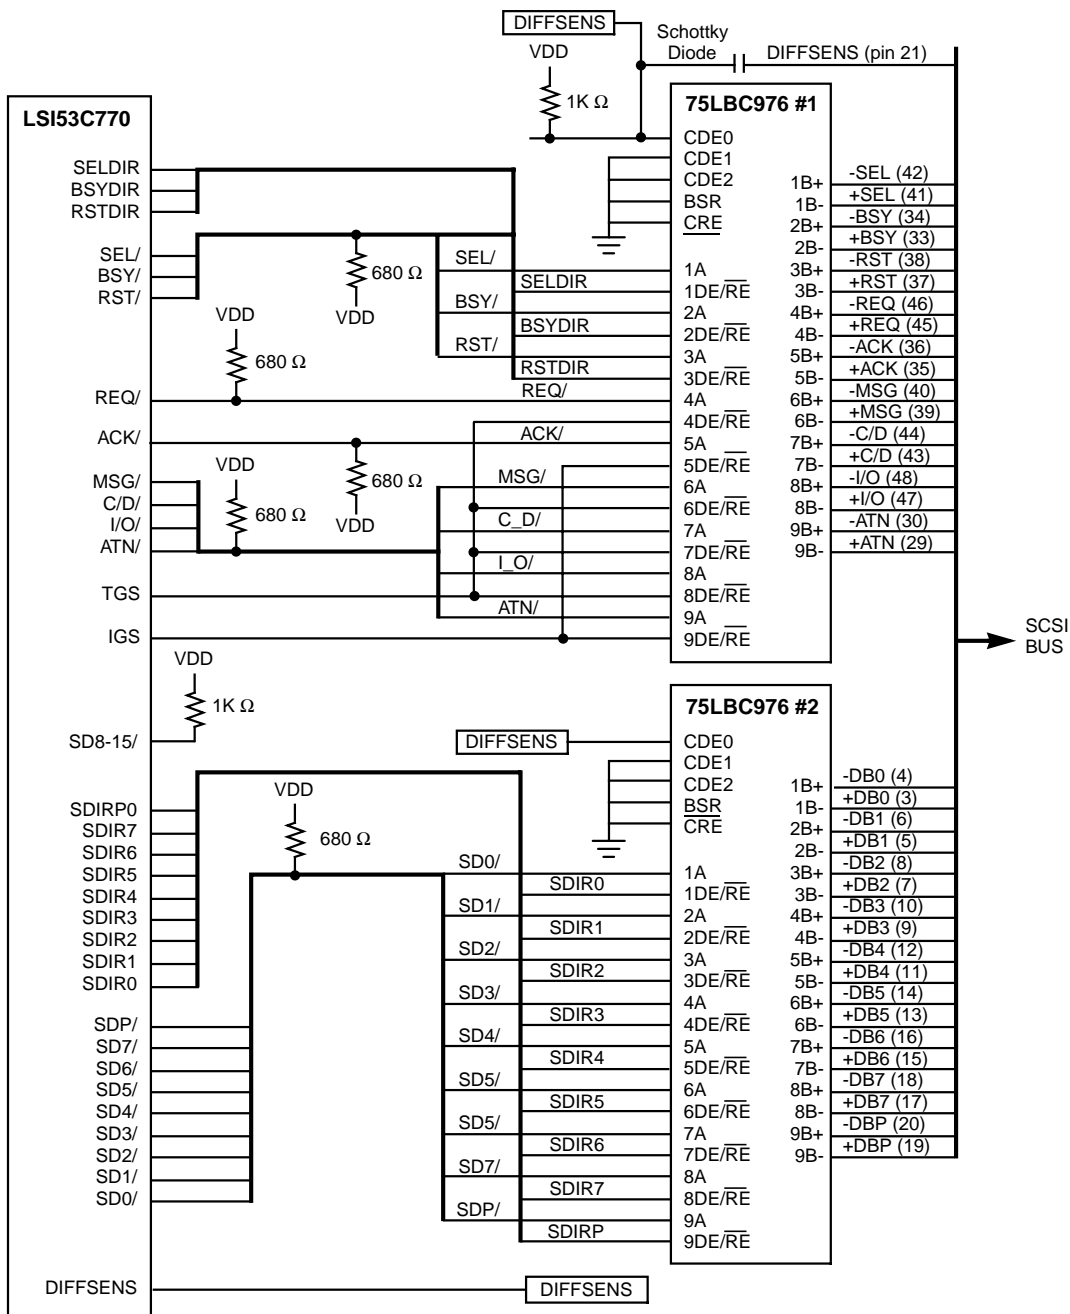 DIFFSENS
Schottky
Diode
DIFFSENS (pin 21)
VDD
1K Ω
LSI53C770
SELDIR
BSYDIR
RSTDIR
SEL/
BSY/
RST/
680 Ω
VDD
VDD
680 Ω
REQ/
ACK/
VDD
680 Ω
680 Ω
VDD
MSG/
C/D/
I/O/
ATN/
TGS
IGS
VDD
1K Ω
SD8-15/
SDIRP0
SDIR7
SDIR6
SDIR5
SDIR4
SDIR3
SDIR2
SDIR1
SDIR0
VDD
680 Ω
SDP/
SD7/
SD6/
SD5/
SD4/
SD3/
SD2/
SD1/
SD0/
DIFFSENS
DIFFSENS
SEL/
SELDIR
BSY/
BSYDIR
RST/
RSTDIR
REQ/
ACK/
MSG/
C_D/
I_O/
ATN/
75LBC976 #1
CDE0
CDE1
CDE2
BSR
CRE
1A
1DE/RE
2A
2DE/RE
3A
3DE/RE
4A
4DE/RE
5A
5DE/RE
6A
6DE/RE
7A
7DE/RE
8A
8DE/RE
9A
9DE/RE
1B+ -SEL (42)
1B- +SEL (41)
2B+ -BSY (34)
2B- +BSY (33)
3B+ -RST (38)
3B- +RST (37)
4B+ -REQ (46)
4B- +REQ (45)
5B+ -ACK (36)
5B- +ACK (35)
6B+ -MSG (40)
6B- +MSG (39)
7B+ -C/D (44)
7B- +C/D (43)
8B+ -I/O (48)
8B- +I/O (47)
9B+ -ATN (30)
9B- +ATN (29)
SCSI
BUS
DIFFSENS
SD0/
SDIR0
SD1/
SDIR1
SD2/
SDIR2
SD3/
SDIR3
SD4/
SDIR4
SD5/
SDIR5
SD5/
SDIR6
SD7/
SDIR7
SDP/
SDIRP
75LBC976 #2
CDE0
CDE1
CDE2
BSR
CRE
1A
1DE/RE
2A
2DE/RE
3A
3DE/RE
4A
4DE/RE
5A
5DE/RE
6A
6DE/RE
7A
7DE/RE
8A
8DE/RE
9A
9DE/RE
1B+ -DB0 (4)
1B- +DB0 (3)
2B+ -DB1 (6)
2B- +DB1 (5)
3B+ -DB2 (8)
3B- +DB2 (7)
4B+ -DB3 (10)
4B- +DB3 (9)
5B+ -DB4 (12)
5B- +DB4 (11)
6B+ -DB5 (14)
6B- +DB5 (13)
7B+ -DB6 (16)
7B- +DB6 (15)
8B+ -DB7 (18)
8B- +DB7 (17)
9B+ -DBP (20)
9B- +DBP (19)